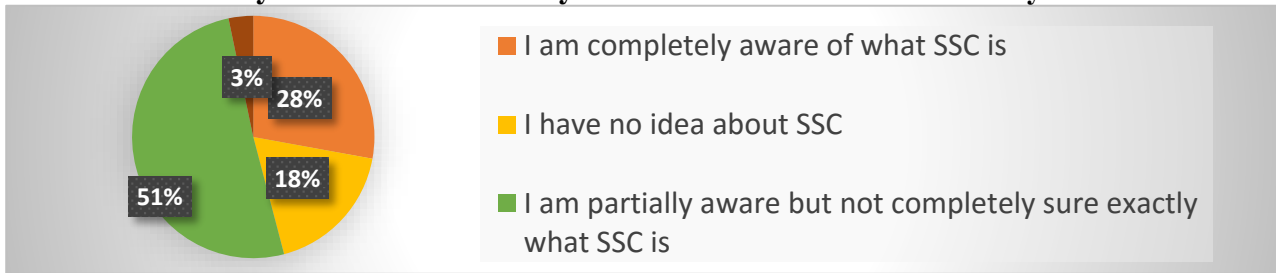 3%
28%
18%
51%
I am completely aware of what SSC is
I have no idea about SSC
I am partially aware but not completely sure exactly
what SSC is